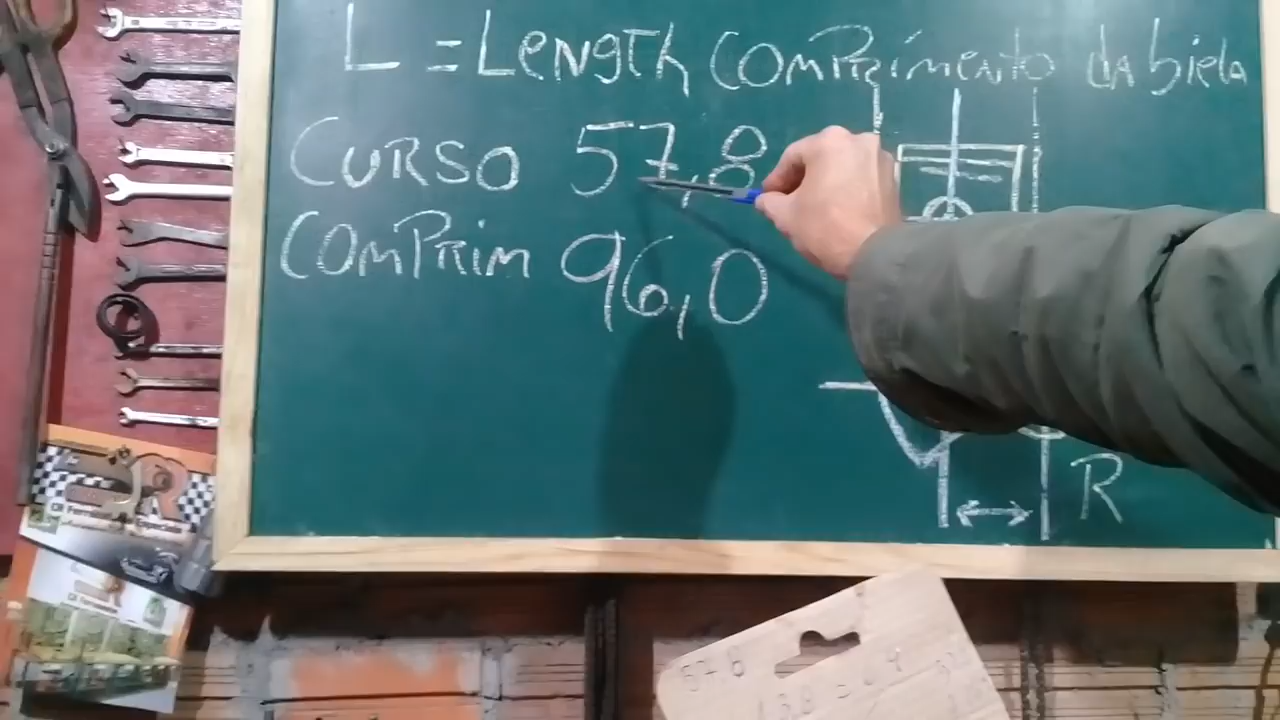 L = Length comprimento da biela
Curso 57,8
Comprim 96,0
R